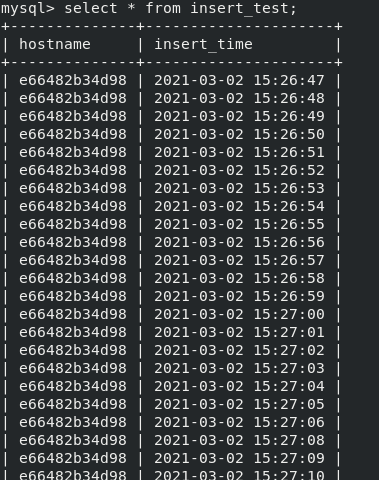 mysql> select * from insert_test;
+--------------+---------------------+
| hostname     | insert_time         |
+--------------+---------------------+
| e66482b34d98 | 2021-03-02 15:26:47 |
| e66482b34d98 | 2021-03-02 15:26:48 |
| e66482b34d98 | 2021-03-02 15:26:49 |
| e66482b34d98 | 2021-03-02 15:26:50 |
| e66482b34d98 | 2021-03-02 15:26:51 |
| e66482b34d98 | 2021-03-02 15:26:52 |
| e66482b34d98 | 2021-03-02 15:26:53 |
| e66482b34d98 | 2021-03-02 15:26:54 |
| e66482b34d98 | 2021-03-02 15:26:55 |
| e66482b34d98 | 2021-03-02 15:26:56 |
| e66482b34d98 | 2021-03-02 15:26:57 |
| e66482b34d98 | 2021-03-02 15:26:58 |
| e66482b34d98 | 2021-03-02 15:26:59 |
| e66482b34d98 | 2021-03-02 15:27:00 |
| e66482b34d98 | 2021-03-02 15:27:01 |
| e66482b34d98 | 2021-03-02 15:27:02 |
| e66482b34d98 | 2021-03-02 15:27:03 |
| e66482b34d98 | 2021-03-02 15:27:04 |
| e66482b34d98 | 2021-03-02 15:27:05 |
| e66482b34d98 | 2021-03-02 15:27:06 |
| e66482b34d98 | 2021-03-02 15:27:08 |
| e66482b34d98 | 2021-03-02 15:27:09 |
| e66482b34d98 | 2021-03-02 15:27:10 |